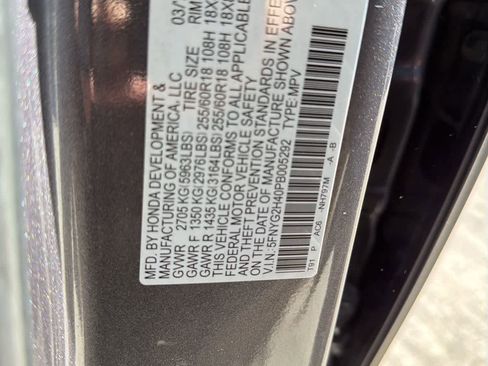 MFD. BY HONDA DEVELOPMENT & 03/
MANUFACTURING OF AMERICA, LLC
GVWR 2705 KG(5963LBS) TIRE SIZE RIM
GAWR F 1350 KG(2976LBS) 255/60R18 108H 18X
GAWR R 1435 KG(3164LBS) 255/60R18 108H 18X8
THIS VEHICLE CONFORMS TO ALL APPLICABLE
FEDERAL MOTOR VEHICLE SAFETY
AND THEFT PREVENTION STANDARDS IN EFFE
ON THE DATE OF MANUFACTURE SHOWN ABOV
V.I.N.: 5FNYG2H40PB005292 TYPE: MPV
T91 P AC6 -NH797M -A -B